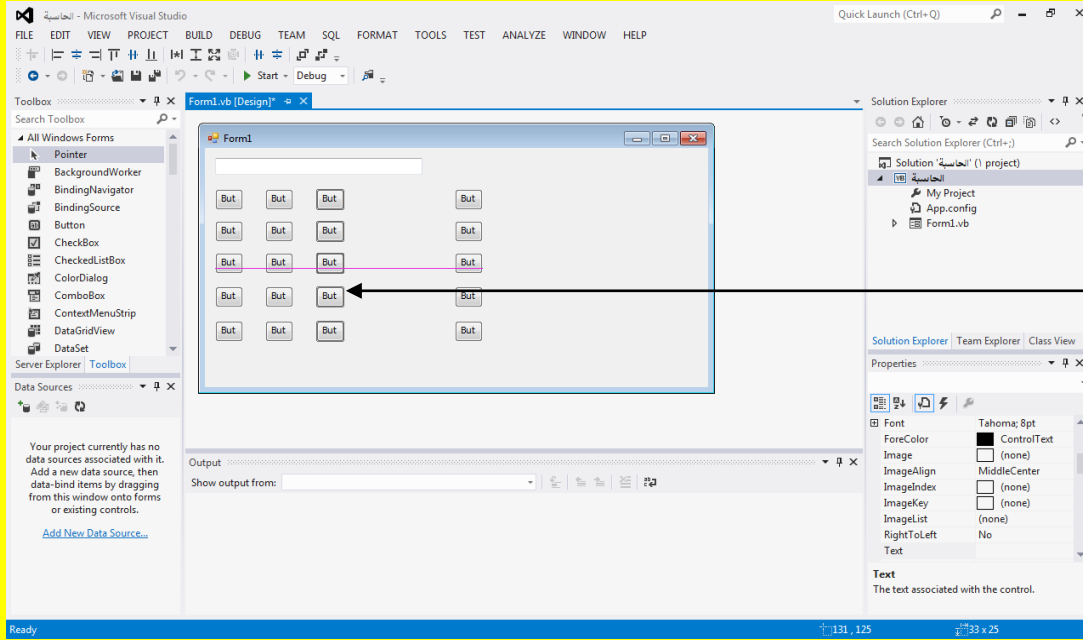 الحاسبة - Microsoft Visual Studio
Quick Launch (Ctrl+Q)
FILE EDIT VIEW PROJECT BUILD DEBUG TEAM SQL FORMAT TOOLS TEST ANALYZE WINDOW HELP
Start Debug
Toolbox
Search Toolbox
All Windows Forms
Pointer
BackgroundWorker
BindingNavigator
BindingSource
Button
CheckBox
CheckedListBox
ColorDialog
ComboBox
ContextMenuStrip
DataGridView
DataSet
Server Explorer Toolbox
Data Sources
Your project currently has no
data sources associated with it.
Add a new data source, then
data-bind items by dragging
from this window onto forms
or existing controls.
Add New Data Source...
Form1.vb [Design]*
Form1
But But But But
But But But But
But But But But
But But But But
But But But But
Output
Show output from:
Solution Explorer
Search Solution Explorer (Ctrl+;)
Solution 'الحاسبة' (١ project)
VB الحاسبة
My Project
App.config
Form1.vb
Solution Explorer Team Explorer Class View
Properties
Font Tahoma; 8pt
ForeColor ControlText
Image (none)
ImageAlign MiddleCenter
ImageIndex (none)
ImageKey (none)
ImageList (none)
RightToLeft No
Text
Text
The text associated with the control.
Ready 131 , 125 33 x 25